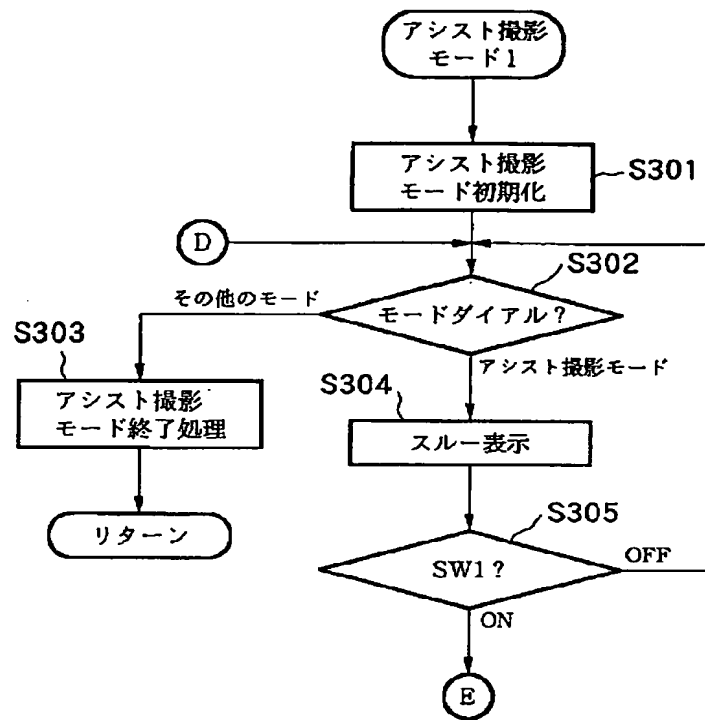 アシスト撮影
モード1
アシスト撮影
モード初期化
S301
D
S302
モードダイアル?
その他のモード
S303
アシスト撮影
モード終了処理
リターン
アシスト撮影モード
S304
スルー表示
S305
SW1?
OFF
ON
E